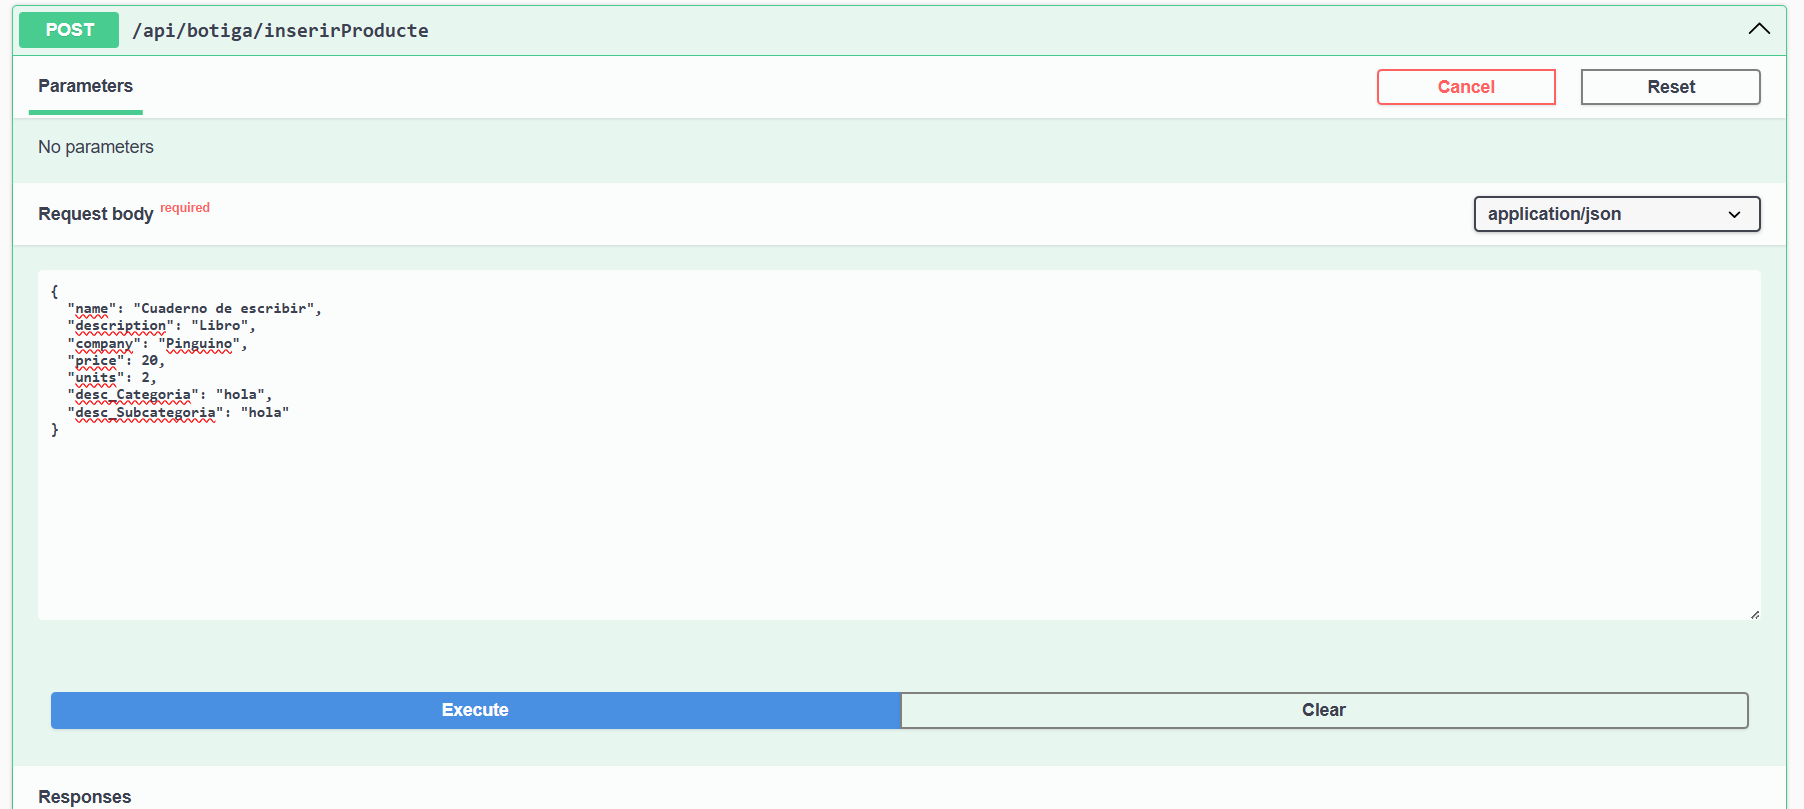 POST /api/botiga/inserirProducte
Parameters
Cancel
Reset
No parameters
Request body required
application/json
{
  "name": "Cuaderno de escribir",
  "description": "Libro",
  "company": "Pinguino",
  "price": 20,
  "units": 2,
  "desc_Categoria": "hola",
  "desc_Subcategoria": "hola"
}
Execute
Clear
Responses